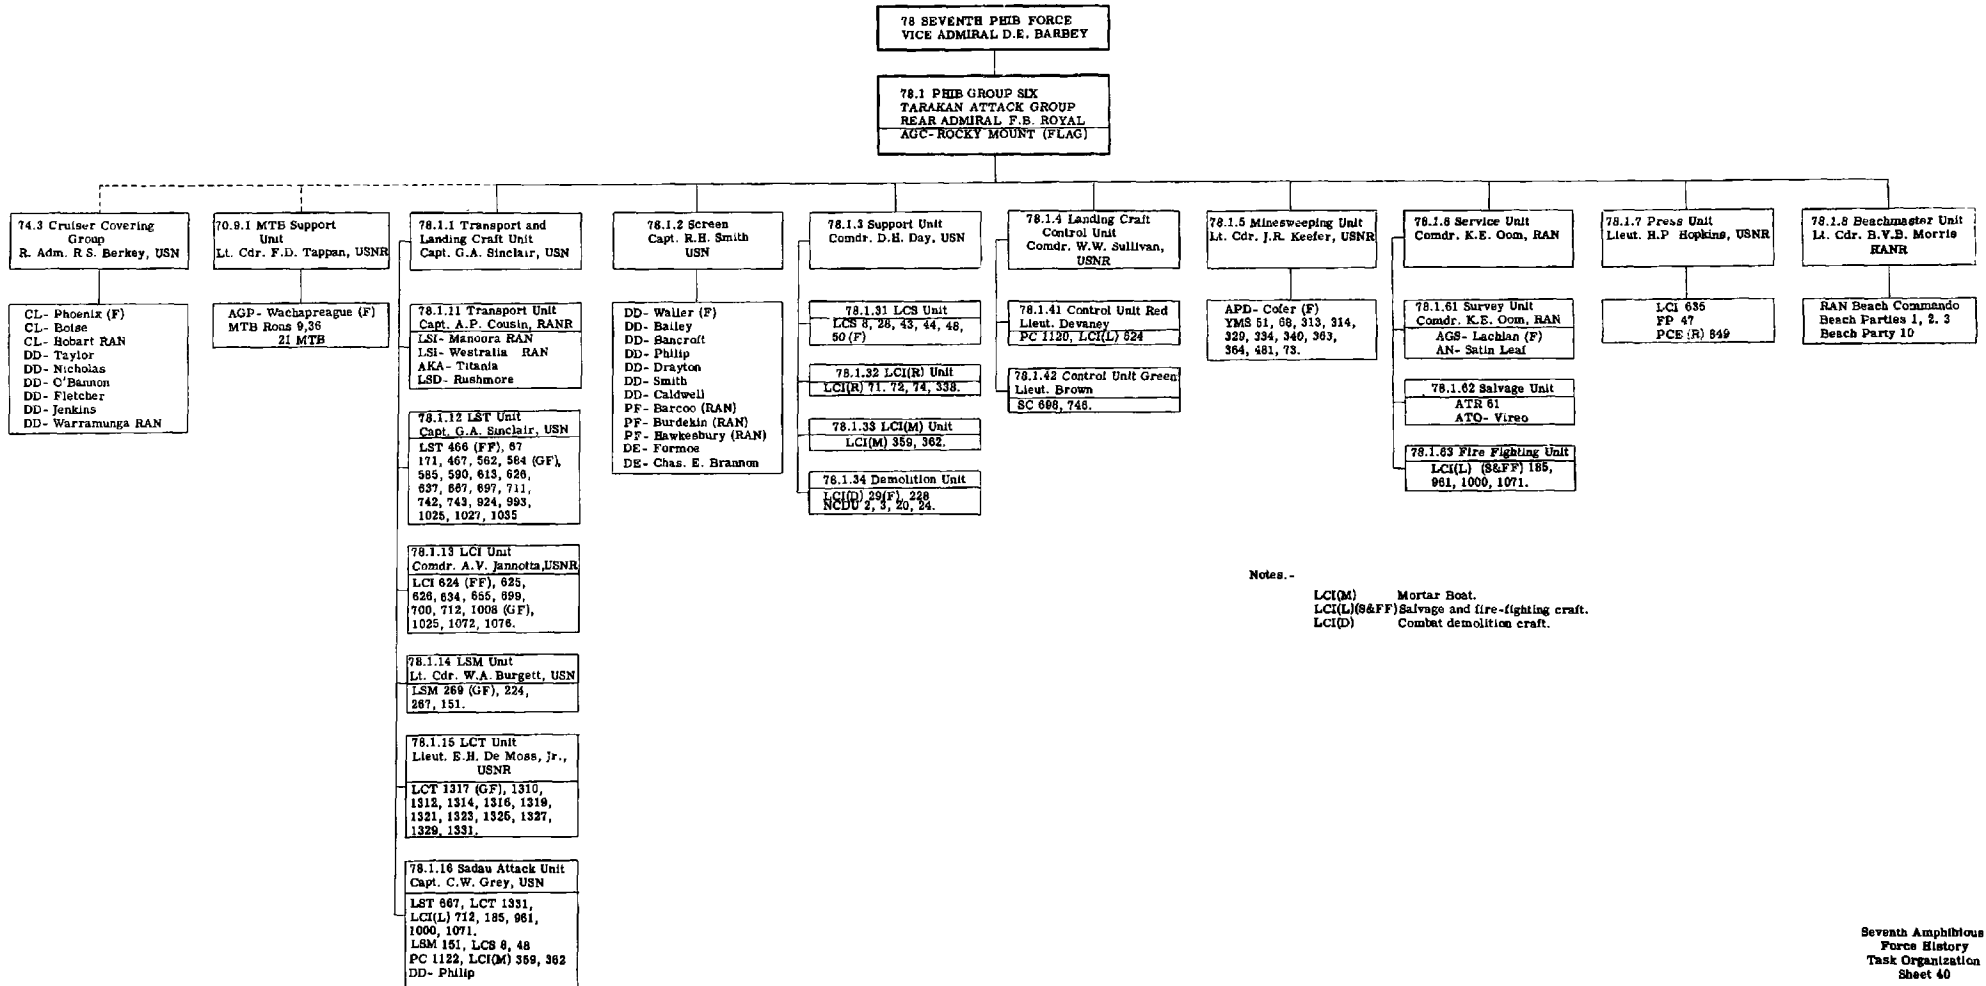 78 SEVENTH PHIB FORCE
VICE ADMIRAL D.E. BARBEY
78.1 PHIB GROUP SIX
TARAKAN ATTACK GROUP
REAR ADMIRAL F.B. ROYAL
AGC- ROCKY MOUNT (FLAG)
74.3 Cruiser Covering
Group
R. Adm. R S. Berkey, USN
CL- Phoenix (F)
CL- Boise
CL- Hobart RAN
DD- Taylor
DD- Nicholas
DD- O'Bannon
DD- Fletcher
DD- Jenkins
DD- Warramunga RAN
70.9.1 MTB Support
Unit
Lt. Cdr. F.D. Tappan, USNR
AGP- Wachapreague (F)
MTB Rons 9,36
21 MTB
78.1.1 Transport and
Landing Craft Unit
Capt. G.A. Sinclair, USN
78.1.11 Transport Unit
Capt. A.P. Cousin, RANR
LSI- Manoora RAN
LSI- Westralia RAN
AKA- Titania
LSD- Rushmore
78.1.12 LST Unit
Capt. G.A. Sinclair, USN
LST 466 (FF), 67
171, 467, 562, 584 (GF),
585, 590, 613, 626,
637, 667, 697, 711,
742, 743, 924, 993,
1025, 1027, 1035
78.1.13 LCI Unit
Comdr. A.V. Jannotta,USNR
LCI 624 (FF), 625,
626, 634, 655, 699,
700, 712, 1008 (GF),
1025, 1072, 1076.
78.1.14 LSM Unit
Lt. Cdr. W.A. Burgett, USN
LSM 269 (GF), 224,
267, 151.
78.1.15 LCT Unit
Lieut. E.H. De Moss, Jr.,
USNR
LCT 1317 (GF), 1310,
1312, 1314, 1316, 1319,
1321, 1323, 1325, 1327,
1329, 1331.
78.1.16 Sadau Attack Unit
Capt. C.W. Grey, USN
LST 667, LCT 1331,
LCI(L) 712, 185, 961,
1000, 1071.
LSM 151, LCS 8, 48
PC 1122, LCI(M) 359, 362
DD- Philip
78.1.2 Screen
Capt. R.H. Smith
USN
DD- Waller (F)
DD- Bailey
DD- Bancroft
DD- Philip
DD- Drayton
DD- Smith
DD- Caldwell
PF- Barcoo (RAN)
PF- Burdekin (RAN)
PF- Hawkesbury (RAN)
DE- Formoe
DE- Chas. E. Brannon
78.1.3 Support Unit
Comdr. D.H. Day, USN
78.1.31 LCS Unit
LCS 8, 28, 43, 44, 48,
50 (F)
78.1.32 LCI(R) Unit
LCI(R) 71. 72, 74, 338.
78.1.33 LCI(M) Unit
LCI(M) 359, 362.
78.1.34 Demolition Unit
LCI(D) 29(F), 228
NCDU 2, 3, 20, 24.
78.1.4 Landing Craft
Control Unit
Comdr. W.W. Sullivan,
USNR
78.1.41 Control Unit Red
Lieut. Devaney
PC 1120, LCI(L) 624
78.1.42 Control Unit Green
Lieut. Brown
SC 698, 746.
78.1.5 Minesweeping Unit
Lt. Cdr. J.R. Keefer, USNR
APD- Cofer (F)
YMS 51, 68, 313, 314,
329, 334, 340, 363,
364, 481, 73.
78.1.6 Service Unit
Comdr. K.E. Oom, RAN
78.1.61 Survey Unit
Comdr. K.E. Oom, RAN
AGS- Lachlan (F)
AN- Satin Leaf
78.1.62 Salvage Unit
ATR 61
ATO- Vireo
78.1.63 Fire Fighting Unit
LCI(L) (S&FF) 185,
961, 1000, 1071.
78.1.7 Press Unit
Lieut. H.P Hopkins, USNR
LCI 635
FP 47
PCE (R) 849
78.1.8 Beachmaster Unit
Lt. Cdr. B.V.B. Morris
RANR
RAN Beach Commando
Beach Parties 1, 2. 3
Beach Party 10
Notes.-
LCI(M) Mortar Boat.
LCI(L)(S&FF) Salvage and fire-fighting craft.
LCI(D) Combat demolition craft.
Seventh Amphibious
Force History
Task Organization
Sheet 40